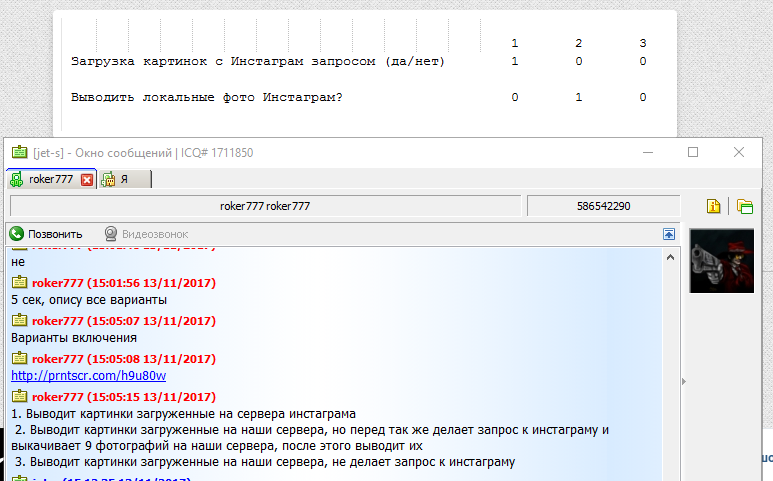 1 2 3
Загрузка картинок с Инстаграм запросом (да/нет) 1 0 0
Выводить локальные фото Инстаграм? 0 1 0
[jet-s] - Окно сообщений | ICQ# 1711850
roker777 Я
roker777 roker777 586542290
Позвонить Видеозвонок
не
roker777 (15:01:56 13/11/2017)
5 сек, опишу все варианты
roker777 (15:05:07 13/11/2017)
Варианты включения
roker777 (15:05:08 13/11/2017)
http://prntscr.com/h9u80w
roker777 (15:05:15 13/11/2017)
1. Выводит картинки загруженные на сервера инстаграма
2. Выводит картинки загруженные на наши сервера, но перед так же делает запрос к инстаграму и
выкачивает 9 фотографий на наши сервера, после этого выводит их
3. Выводит картинки загруженные на наши сервера, не делает запрос к инстаграму